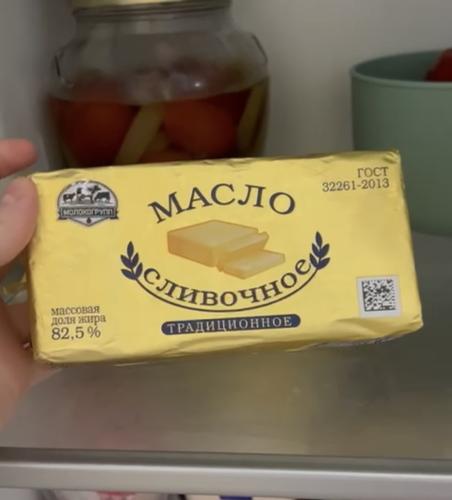 МОЛОКОГРУПП
МАСЛО
ГОСТ
32261-2013
СЛИВОЧНОЕ
ТРАДИЦИОННОЕ
массовая
доля жира
82,5%